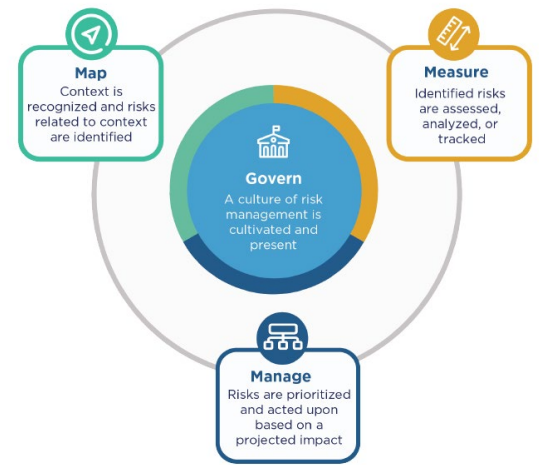 Map
Context is
recognized and risks
related to context
are identified
Measure
Identified risks
are assessed,
analyzed, or
tracked
Govern
A culture of risk
management is
cultivated and
present
Manage
Risks are prioritized
and acted upon
based on a
projected impact